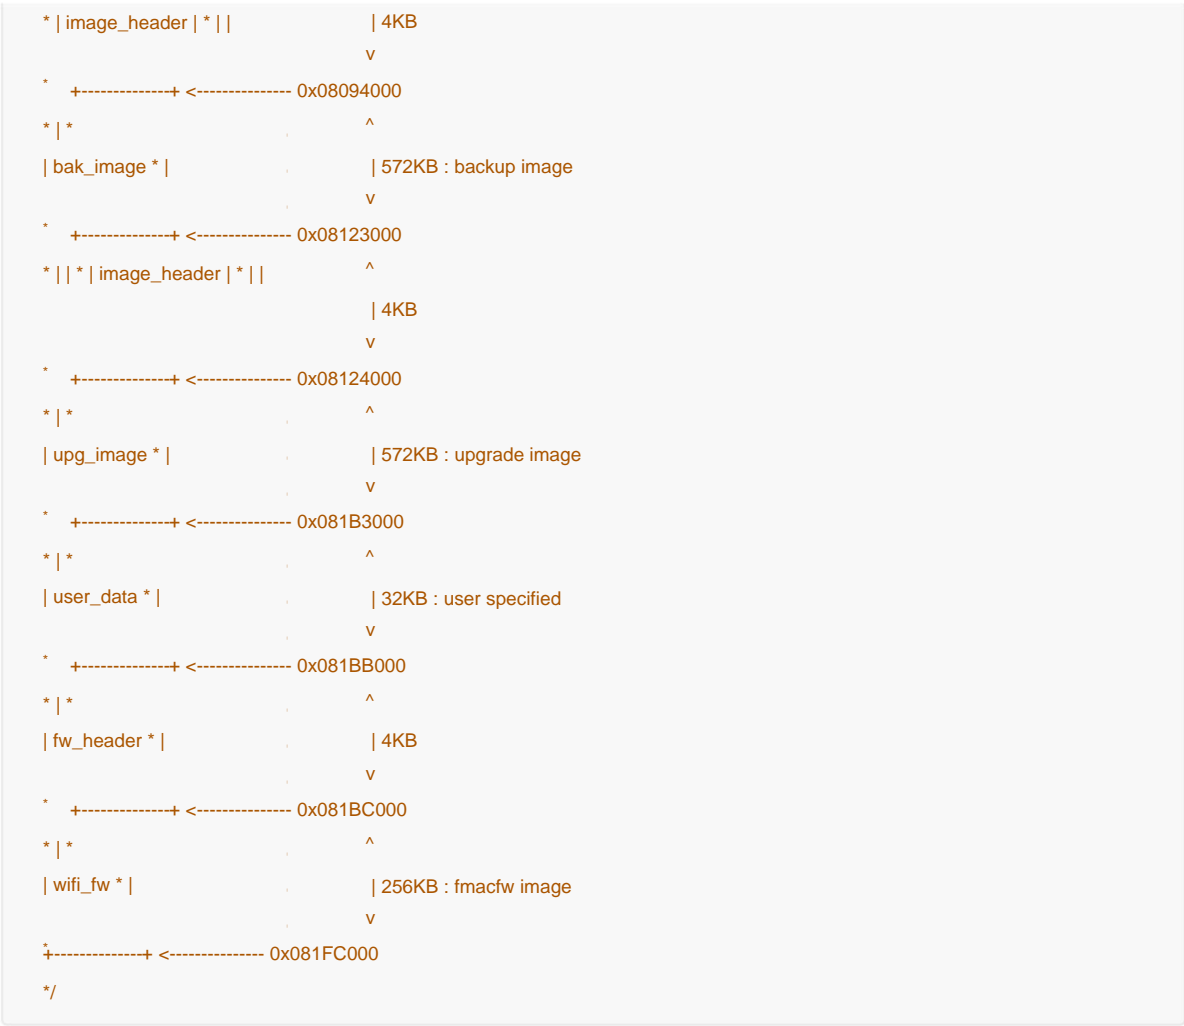 * | image_header | * | | | 4KB
v
* +--------------+ <--------------- 0x08094000
* | * ^
| bak_image * | | 572KB : backup image
v
* +--------------+ <--------------- 0x08123000
* | | * | image_header | * | | ^
| 4KB
v
* +--------------+ <--------------- 0x08124000
* | * ^
| upg_image * | | 572KB : upgrade image
v
* +--------------+ <--------------- 0x081B3000
* | * ^
| user_data * | | 32KB : user specified
v
* +--------------+ <--------------- 0x081BB000
* | * ^
| fw_header * | | 4KB
v
* +--------------+ <--------------- 0x081BC000
* | * ^
| wifi_fw * | | 256KB : fmacfw image
v
* +--------------+ <--------------- 0x081FC000
*/